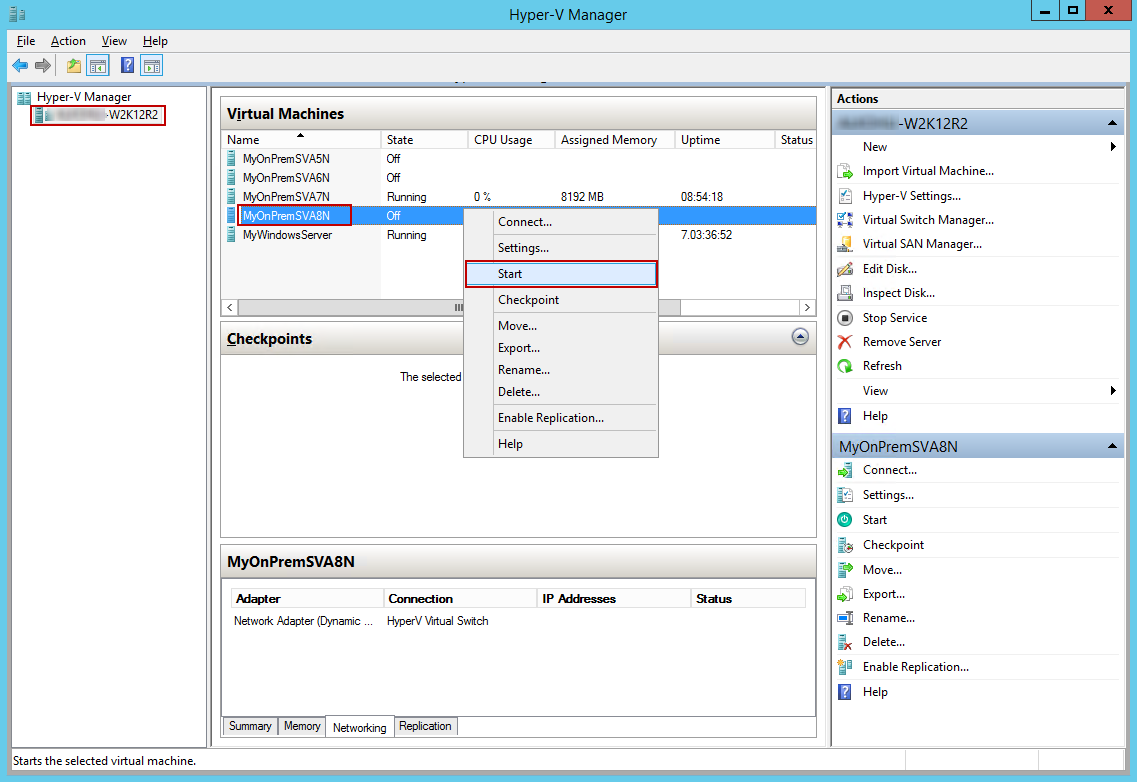 Hyper-V Manager
File Action View Help
Hyper-V Manager
-W2K12R2
Virtual Machines
Name State CPU Usage Assigned Memory Uptime Status
MyOnPremSVA5N Off
MyOnPremSVA6N Off
MyOnPremSVA7N Running 0 % 8192 MB 08:54:18
MyOnPremSVA8N Off
MyWindowsServer Running 7.03:36:52
Connect...
Settings...
Start
Checkpoint
Move...
Export...
Rename...
Delete...
Enable Replication...
Help
Checkpoints
The selected
MyOnPremSVA8N
Adapter Connection IP Addresses Status
Network Adapter (Dynamic ... HyperV Virtual Switch
Summary Memory Networking Replication
Actions
-W2K12R2
New
Import Virtual Machine...
Hyper-V Settings...
Virtual Switch Manager...
Virtual SAN Manager...
Edit Disk...
Inspect Disk...
Stop Service
Remove Server
Refresh
View
Help
MyOnPremSVA8N
Connect...
Settings...
Start
Checkpoint
Move...
Export...
Rename...
Delete...
Enable Replication...
Help
Starts the selected virtual machine.